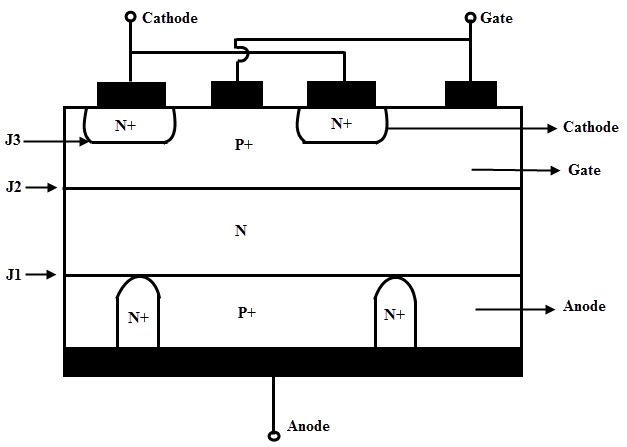 Cathode
Gate
N+
N+
Cathode
J3
P+
Gate
J2
N
J1
Anode
N+
P+
N+
Anode